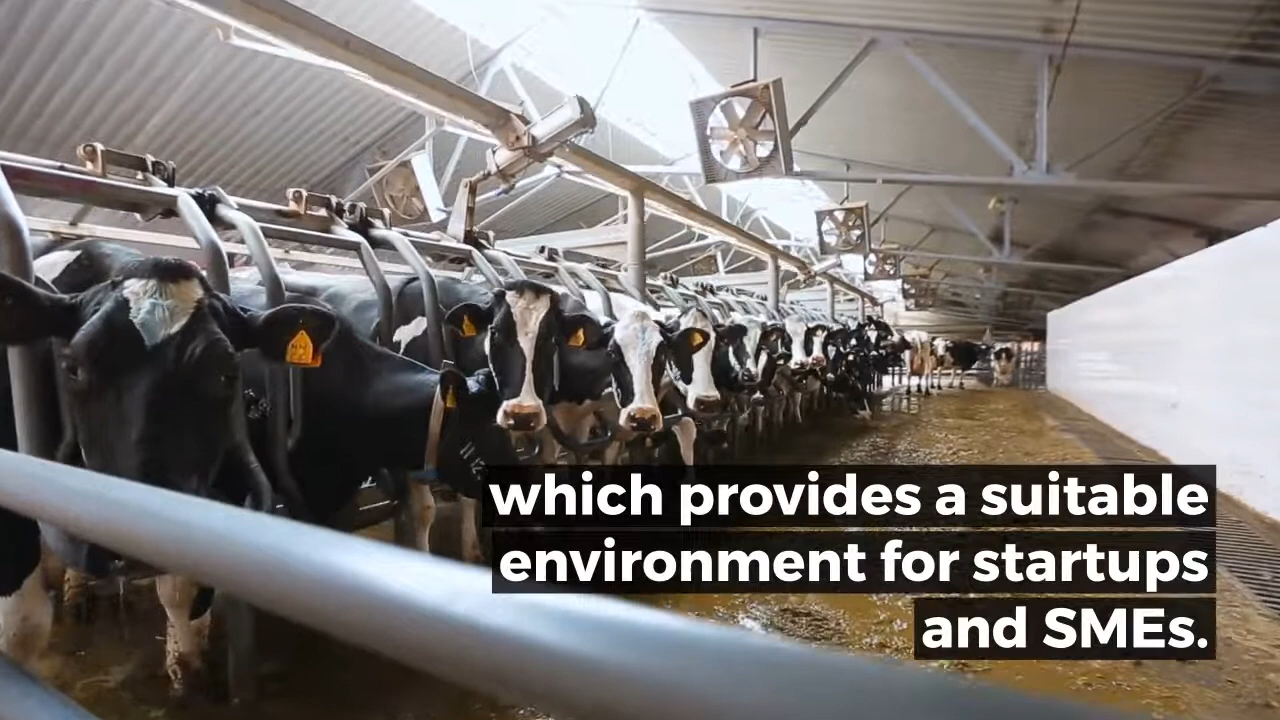 which provides a suitable
environment for startups
and SMEs.